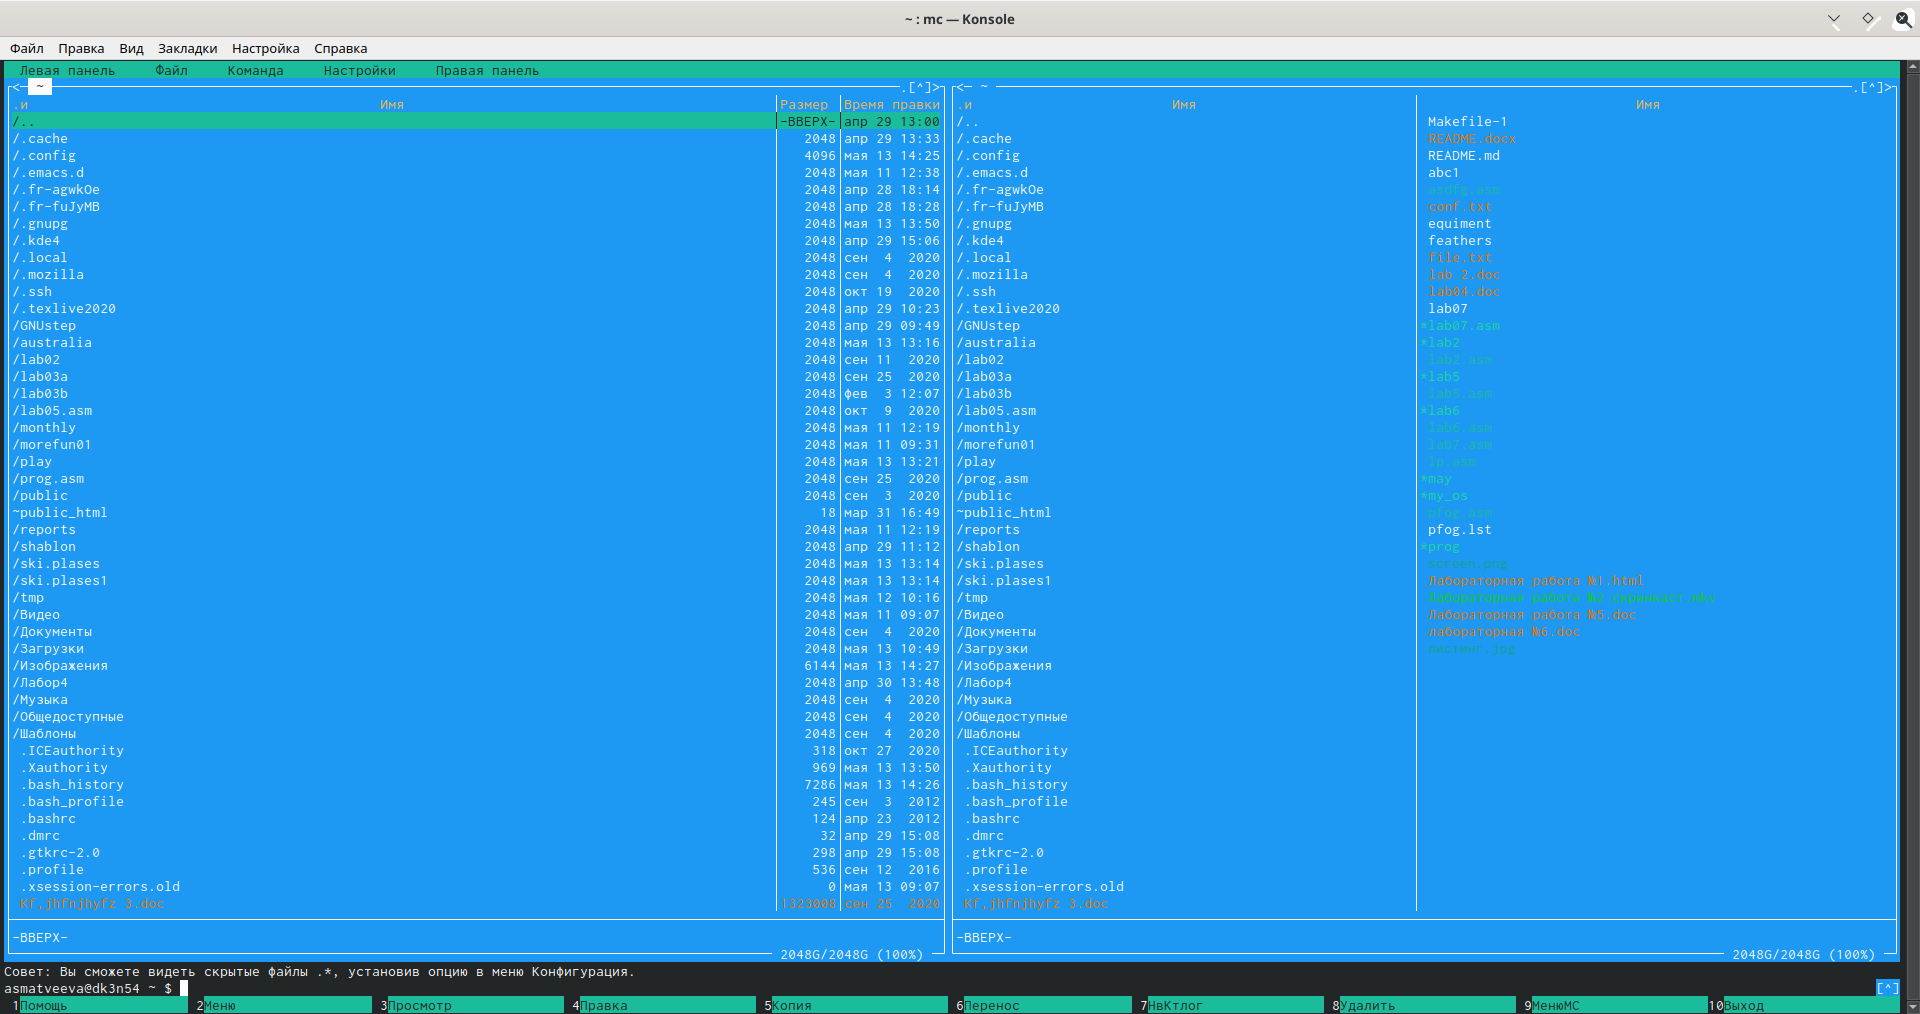 ~ : mc — Konsole
Файл Правка Вид Закладки Настройка Справка
Левая панель Файл Команда Настройки Правая панель
<─ ~ .[^]> <─ ~ .[^]>
.и Имя Размер Время правки .и Имя Имя
/.. -ВВЕРХ- апр 29 13:00 /.. Makefile-1
/.cache 2048 апр 29 13:33 /.cache README.docx
/.config 4096 мая 13 14:25 /.config README.md
/.emacs.d 2048 мая 11 12:38 /.emacs.d abc1
/.fr-agwkOe 2048 апр 28 18:14 /.fr-agwkOe
/.fr-fuJyMB 2048 апр 28 18:28 /.fr-fuJyMB conf.txt
/.gnupg 2048 мая 13 13:50 /.gnupg equiment
/.kde4 2048 апр 29 15:06 /.kde4 feathers
/.local 2048 сен 4 2020 /.local file.txt
/.mozilla 2048 сен 4 2020 /.mozilla lab 2.doc
/.ssh 2048 окт 19 2020 /.ssh lab04.doc
/.texlive2020 2048 апр 29 10:23 /.texlive2020 lab07
/GNUstep 2048 апр 29 09:49 /GNUstep *lab07.asm
/australia 2048 мая 13 13:16 /australia *lab2
/lab02 2048 сен 11 2020 /lab02 lab2.asm
/lab03a 2048 сен 25 2020 /lab03a *lab5
/lab03b 2048 фев 3 12:07 /lab03b lab5.asm
/lab05.asm 2048 окт 9 2020 /lab05.asm *lab6
/monthly 2048 мая 11 12:19 /monthly lab6.asm
/morefun01 2048 мая 11 09:31 /morefun01 lab7.asm
/play 2048 мая 13 13:21 /play lp.asm
/prog.asm 2048 сен 25 2020 /prog.asm *may
/public 2048 сен 3 2020 /public *my_os
~public_html 18 мар 31 16:49 ~public_html pfog.asm
/reports 2048 мая 11 12:19 /reports pfog.lst
/shablon 2048 апр 29 11:12 /shablon *prog
/ski.plases 2048 мая 13 13:14 /ski.plases screen.png
/ski.plases1 2048 мая 13 13:14 /ski.plases1 Лабораторная работа №1.html
/tmp 2048 мая 12 10:16 /tmp
/Видео 2048 мая 11 09:07 /Видео Лабораторная работа №5.doc
/Документы 2048 сен 4 2020 /Документы лабораторная №6.doc
/Загрузки 2048 мая 13 10:49 /Загрузки листинг.jpg
/Изображения 6144 мая 13 14:27 /Изображения
/Лабор4 2048 апр 30 13:48 /Лабор4
/Музыка 2048 сен 4 2020 /Музыка
/Общедоступные 2048 сен 4 2020 /Общедоступные
/Шаблоны 2048 сен 4 2020 /Шаблоны
.ICEauthority 318 окт 27 2020 .ICEauthority
.Xauthority 969 мая 13 13:50 .Xauthority
.bash_history 7286 мая 13 14:26 .bash_history
.bash_profile 245 сен 3 2012 .bash_profile
.bashrc 124 апр 23 2012 .bashrc
.dmrc 32 апр 29 15:08 .dmrc
.gtkrc-2.0 298 апр 29 15:08 .gtkrc-2.0
.profile 536 сен 12 2016 .profile
.xsession-errors.old 0 мая 13 09:07 .xsession-errors.old
Kf,jhfnjhyfz 3.doc 1323008 сен 25 2020 Kf,jhfnjhyfz 3.doc
-ВВЕРХ- -ВВЕРХ-
2048G/2048G (100%) 2048G/2048G (100%)
Совет: Вы сможете видеть скрытые файлы .*, установив опцию в меню Конфигурация.
asmatveeva@dk3n54 ~ $ [^]
1Помощь 2Меню 3Просмотр 4Правка 5Копия 6Перенос 7НвКтлог 8Удалить 9МенюМС 10Выход